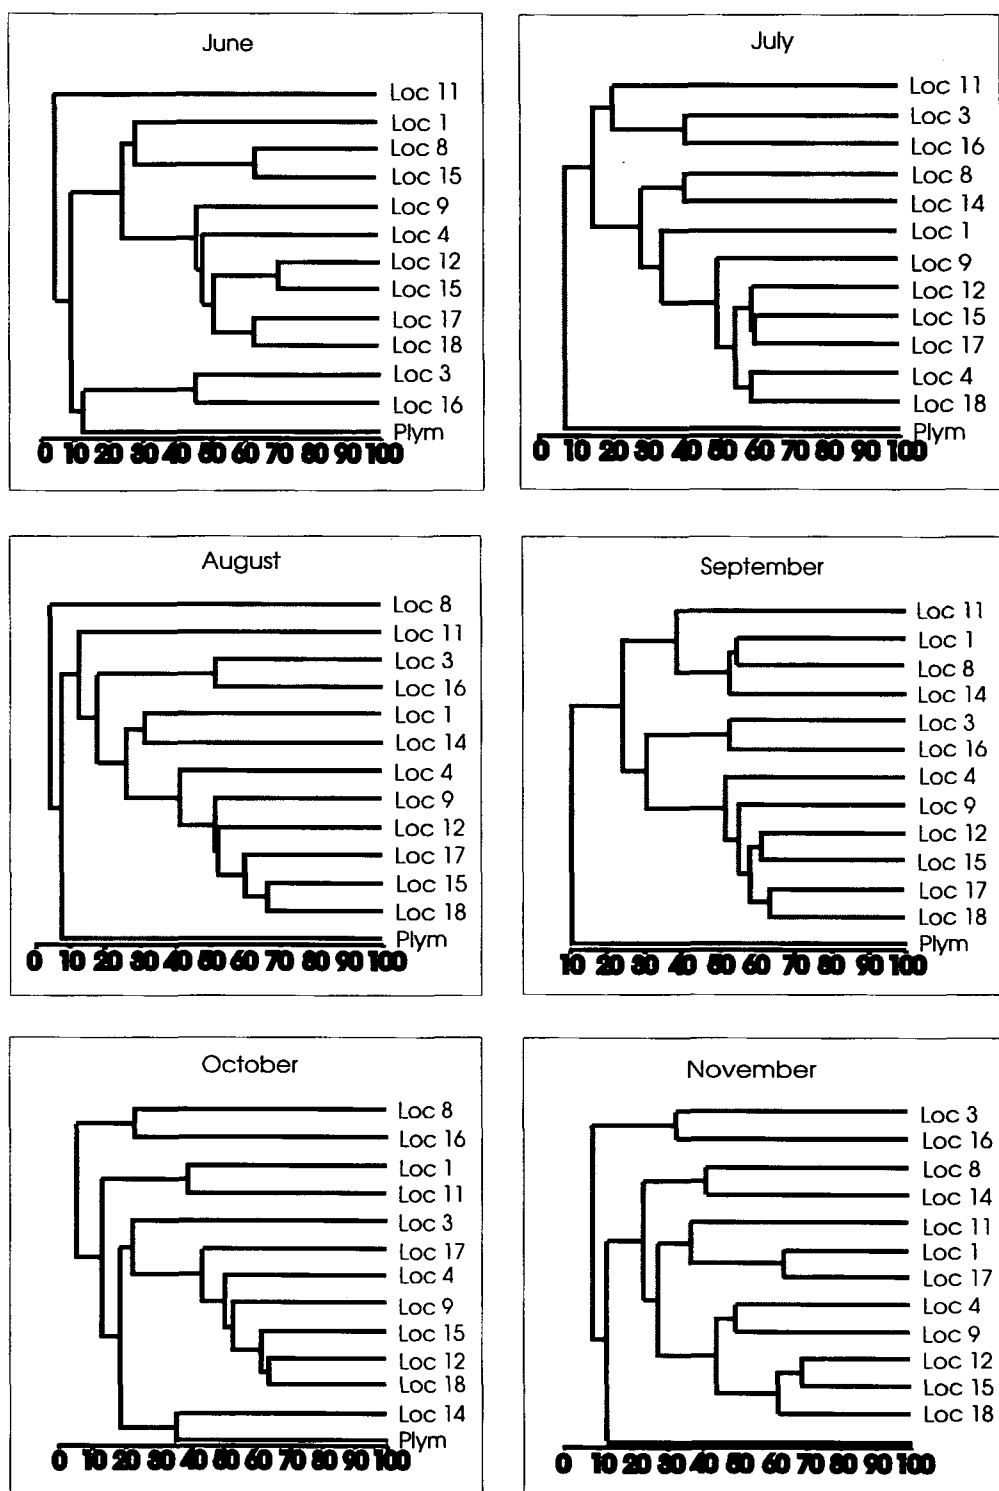 June
Loc 11
Loc 1
Loc 8
Loc 15
Loc 9
Loc 4
Loc 12
Loc 15
Loc 17
Loc 18
Loc 3
Loc 16
Plym
0 10 20 30 40 50 60 70 80 90 100
July
Loc 11
Loc 3
Loc 16
Loc 8
Loc 14
Loc 1
Loc 9
Loc 12
Loc 15
Loc 17
Loc 4
Loc 18
Plym
0 10 20 30 40 50 60 70 80 90 100
August
Loc 8
Loc 11
Loc 3
Loc 16
Loc 1
Loc 14
Loc 4
Loc 9
Loc 12
Loc 17
Loc 15
Loc 18
Plym
0 10 20 30 40 50 60 70 80 90 100
September
Loc 11
Loc 1
Loc 8
Loc 14
Loc 3
Loc 16
Loc 4
Loc 9
Loc 12
Loc 15
Loc 17
Loc 18
Plym
10 20 30 40 50 60 70 80 90 100
October
Loc 8
Loc 16
Loc 1
Loc 11
Loc 3
Loc 17
Loc 4
Loc 9
Loc 15
Loc 12
Loc 18
Loc 14
Plym
0 10 20 30 40 50 60 70 80 90 100
November
Loc 3
Loc 16
Loc 8
Loc 14
Loc 11
Loc 1
Loc 17
Loc 4
Loc 9
Loc 12
Loc 15
Loc 18
0 10 20 30 40 50 60 70 80 90 100